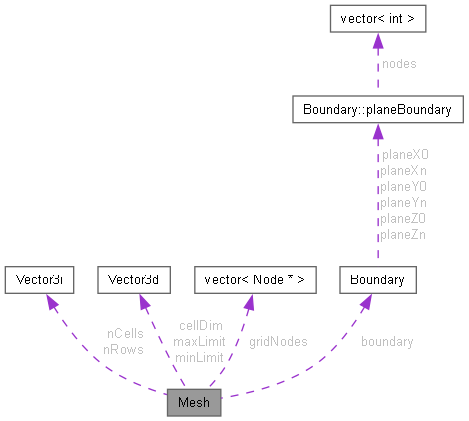 vector< int >
nodes
Boundary::planeBoundary
planeX0
planeXn
planeY0
planeYn
planeZ0
planeZn
Vector3i
Vector3d
vector< Node * >
Boundary
nCells
nRows
cellDim
maxLimit
minLimit
gridNodes
boundary
Mesh